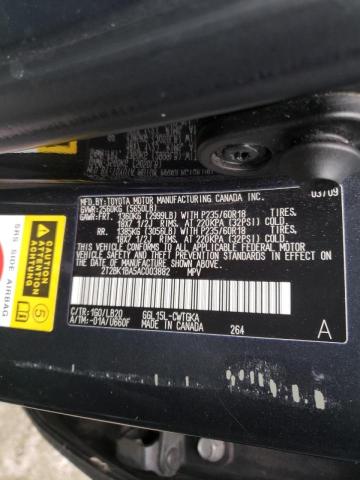 MFD. BY: TOYOTA MOTOR MANUFACTURING CANADA INC. 03/09
GVWR:2560KG (5650LB)
GAWR:FRT. 1360KG (2999LB) WITH P235/60R18 TIRES,
18X7 1/2J RIMS, AT 220KPA (32PSI) COLD.
RR. 1385KG (3056LB) WITH P235/60R18 TIRES,
18X7 1/2J RIMS, AT 220KPA (32PSI) COLD.
THIS VEHICLE CONFORMS TO ALL APPLICABLE FEDERAL MOTOR
VEHICLE SAFETY STANDARDS IN EFFECT ON THE DATE OF
MANUFACTURE SHOWN ABOVE.
2T2BK1BA5AC003882 MPV
C/TR:1G0/LB20 GGL15L-CWTGKA
A/TM:-01A/U660F MADE IN CANADA 264 A
SRS SIDE AIRBAG
5